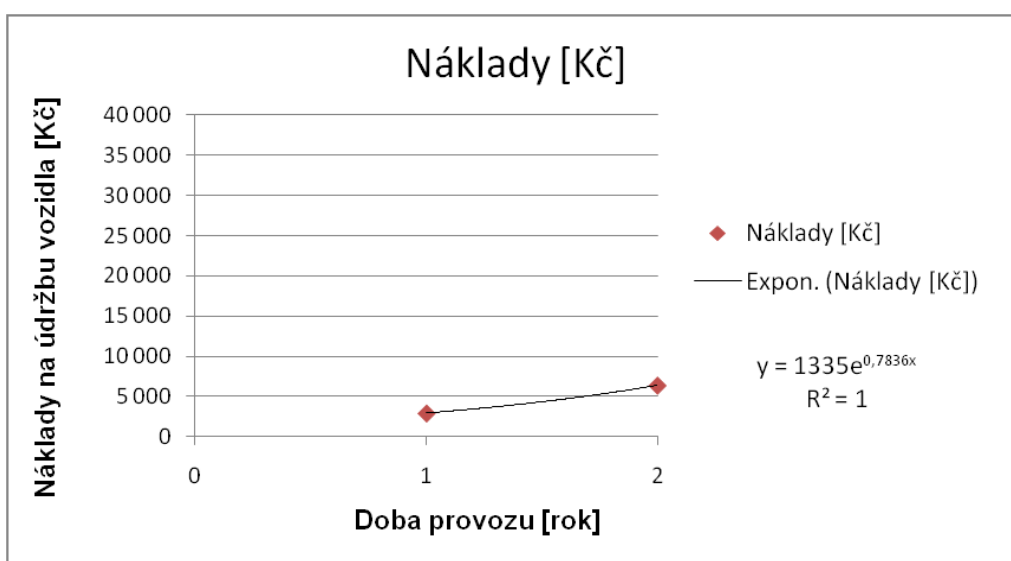 Náklady [Kč]
Náklady na údržbu vozidla [Kč]
40 000
35 000
30 000
25 000
20 000
15 000
10 000
5 000
0
0
1
2
Doba provozu [rok]
Náklady [Kč]
Expon. (Náklady [Kč])
y = 1335e^0,7836x
R² = 1